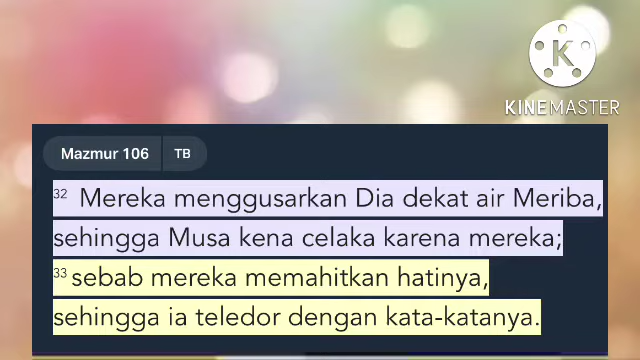 K
KINEMASTER
Mazmur 106 TB
32 Mereka menggusarkan Dia dekat air Meriba,
sehingga Musa kena celaka karena mereka;
33 sebab mereka memahitkan hatinya,
sehingga ia teledor dengan kata-katanya.